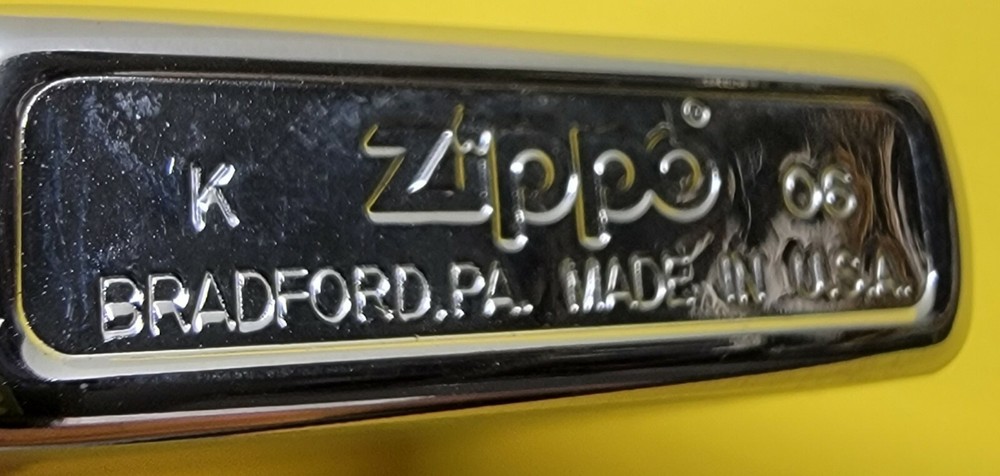 K Zippo® 06
BRADFORD,PA. MADE IN U.S.A.